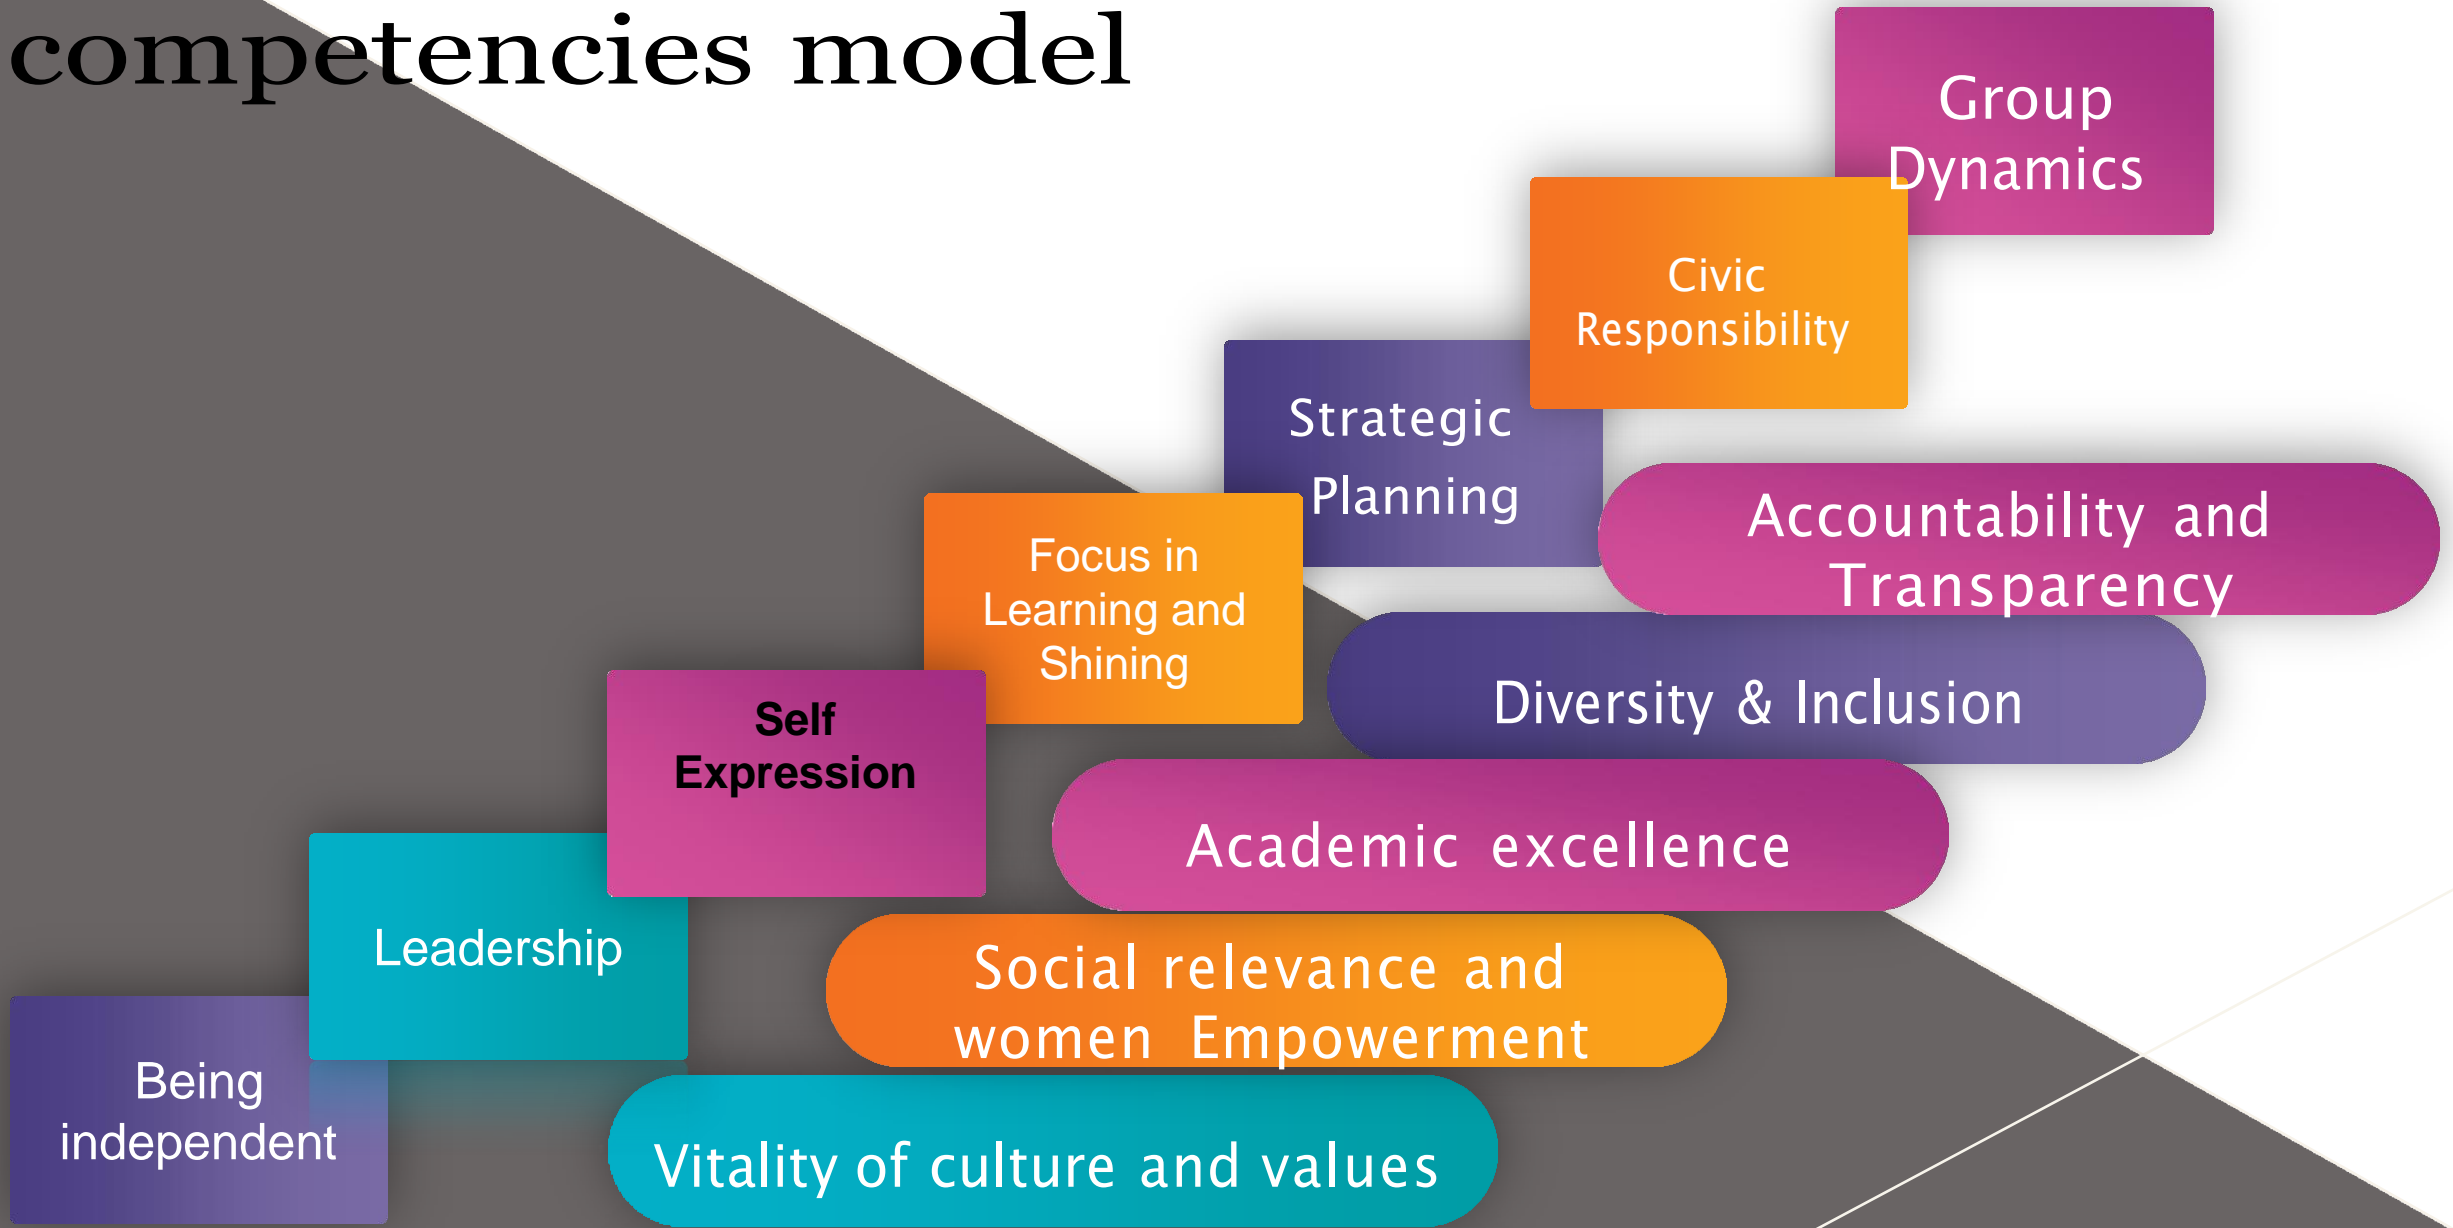 competencies model
Group
Dynamics
Civic
Responsibility
Strategic
Planning
Focus in
Learning and
Shining
Self
Expression
Leadership
Being
independent
Accountability and
Transparency
Diversity & Inclusion
Academic excellence
Social relevance and
women Empowerment
Vitality of culture and values